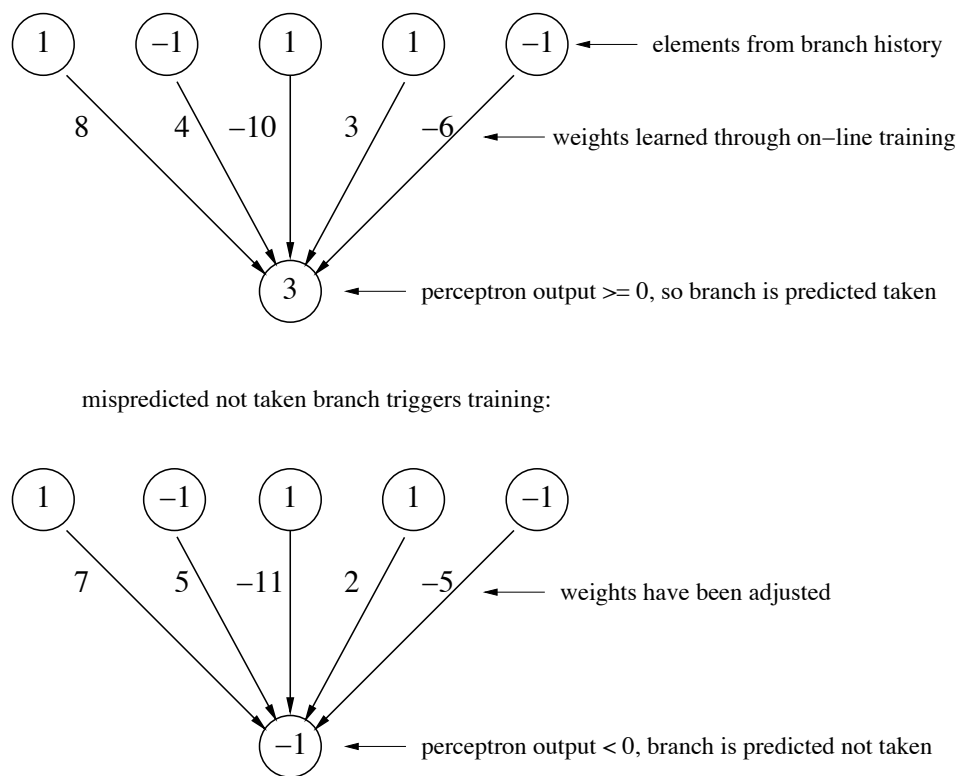 1 −1 1 1 −1 elements from branch history
8 4 −10 3 −6
weights learned through on−line training
3 perceptron output >= 0, so branch is predicted taken
mispredicted not taken branch triggers training:
1 −1 1 1 −1
7 5 −11 2 −5 weights have been adjusted
−1 perceptron output < 0, branch is predicted not taken